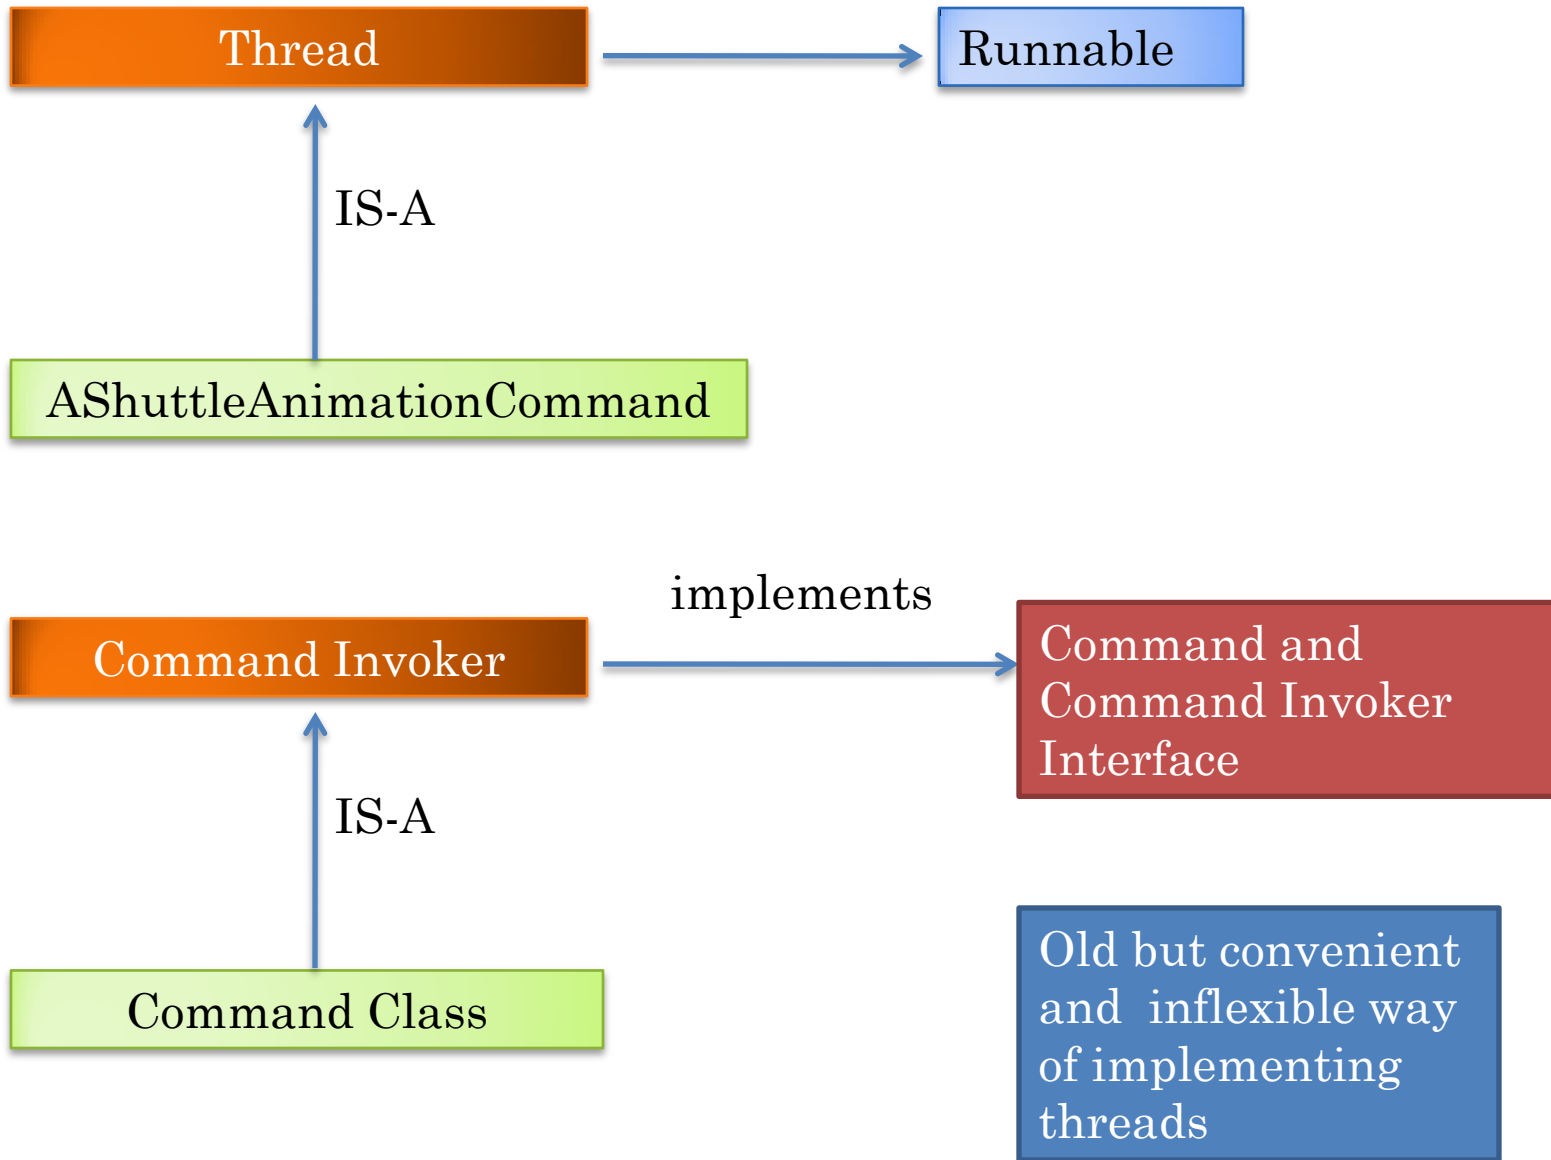 Thread
Runnable
IS-A
AShuttleAnimationCommand
implements
Command Invoker
Command and
Command Invoker
Interface
IS-A
Command Class
Old but convenient
and  inflexible way
of implementing
threads